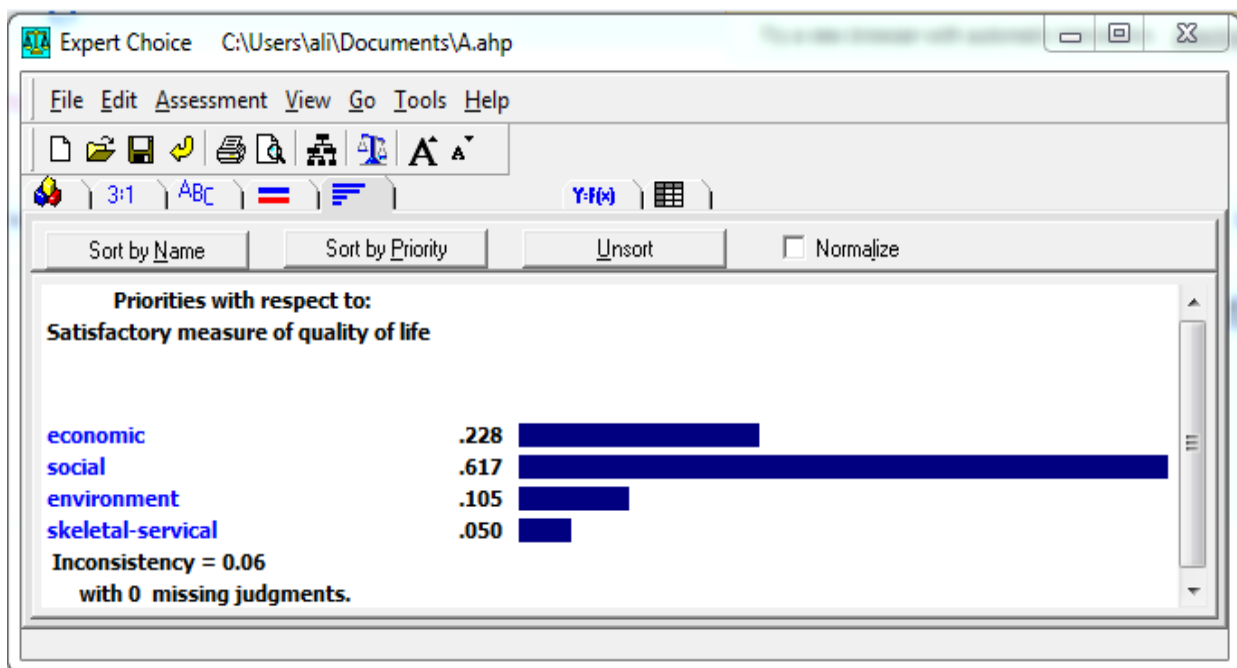 Expert Choice C:\Users\ali\Documents\A.ahp
File Edit Assessment View Go Tools Help
A A
3:1 ABC Y=F(x)
Sort by Name Sort by Priority Unsort Normalize
Priorities with respect to:
Satisfactory measure of quality of life
economic .228
social .617
environment .105
skeletal-servical .050
Inconsistency = 0.06
with 0 missing judgments.